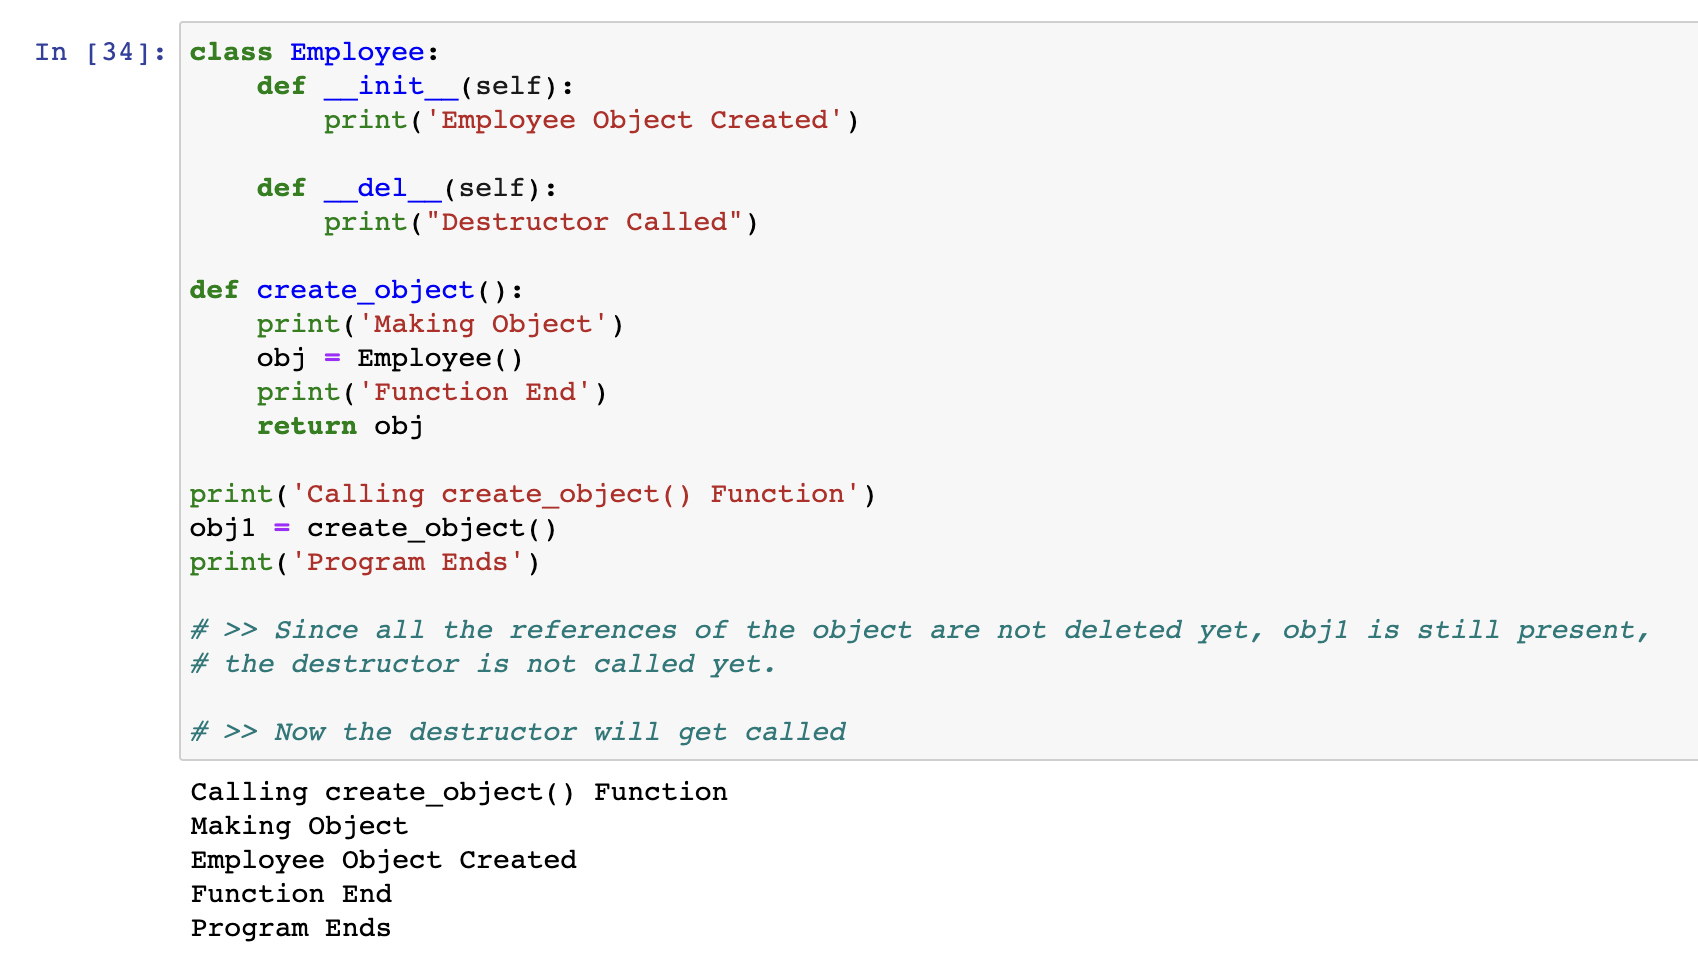 In [34]: class Employee:
    def __init__(self):
        print('Employee Object Created')

    def __del__(self):
        print("Destructor Called")

def create_object():
    print('Making Object')
    obj = Employee()
    print('Function End')
    return obj

print('Calling create_object() Function')
obj1 = create_object()
print('Program Ends')

# >> Since all the references of the object are not deleted yet, obj1 is still present,
# the destructor is not called yet.

# >> Now the destructor will get called
Calling create_object() Function
Making Object
Employee Object Created
Function End
Program Ends